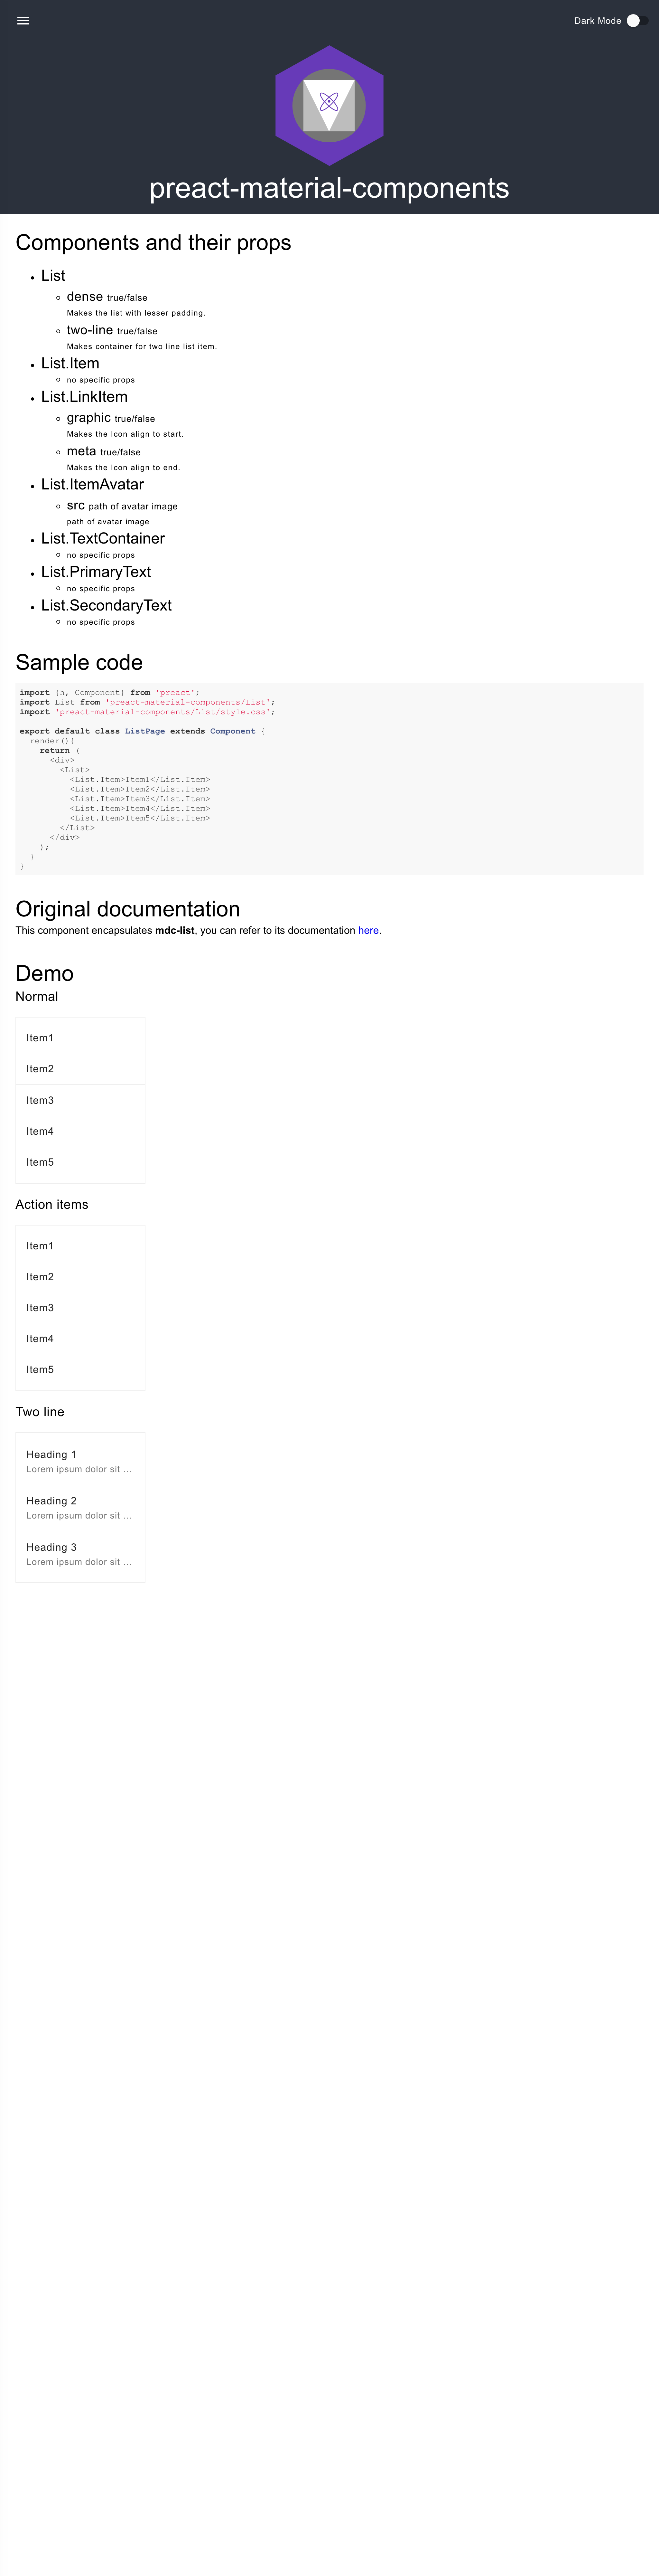 Dark Mode
preact-material-components
Components and their props
List
dense true/false
Makes the list with lesser padding.
two-line true/false
Makes container for two line list item.
List.Item
no specific props
List.LinkItem
graphic true/false
Makes the Icon align to start.
meta true/false
Makes the Icon align to end.
List.ItemAvatar
src path of avatar image
path of avatar image
List.TextContainer
no specific props
List.PrimaryText
no specific props
List.SecondaryText
no specific props
Sample code
import {h, Component} from 'preact';
import List from 'preact-material-components/List';
import 'preact-material-components/List/style.css';
export default class ListPage extends Component {
render(){
return (
<div>
<List>
<List.Item>Item1</List.Item>
<List.Item>Item2</List.Item>
<List.Item>Item3</List.Item>
<List.Item>Item4</List.Item>
<List.Item>Item5</List.Item>
</List>
</div>
);
}
}
Original documentation
This component encapsulates mdc-list, you can refer to its documentation here.
Demo
Normal
Item1
Item2
Item3
Item4
Item5
Action items
Item1
Item2
Item3
Item4
Item5
Two line
Heading 1
Lorem ipsum dolor sit ...
Heading 2
Lorem ipsum dolor sit ...
Heading 3
Lorem ipsum dolor sit ...